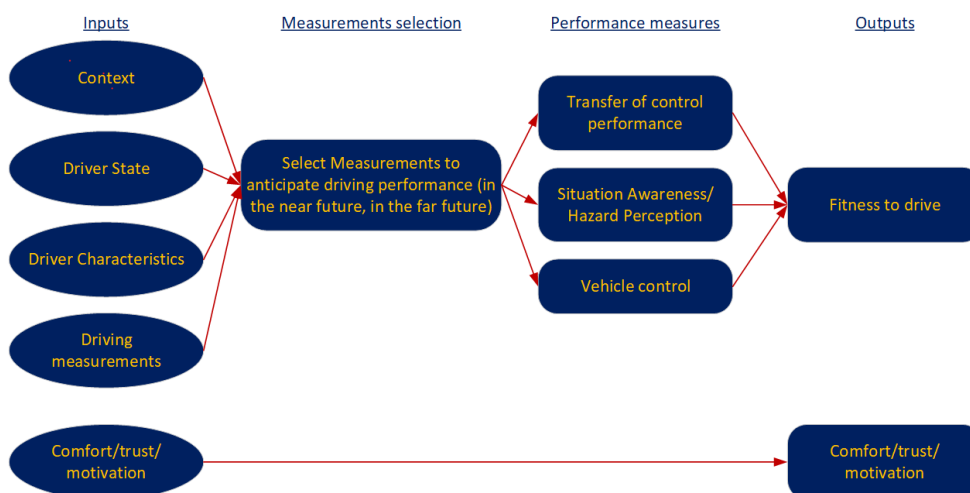 Inputs
Measurements selection
Performance measures
Outputs
Context
Driver State
Driver Characteristics
Driving
measurements
Select Measurements to
anticipate driving performance (in
the near future, in the far future)
Transfer of control
performance
Situation Awareness/
Hazard Perception
Vehicle control
Fitness to drive
Comfort/trust/
motivation
Comfort/trust/
motivation